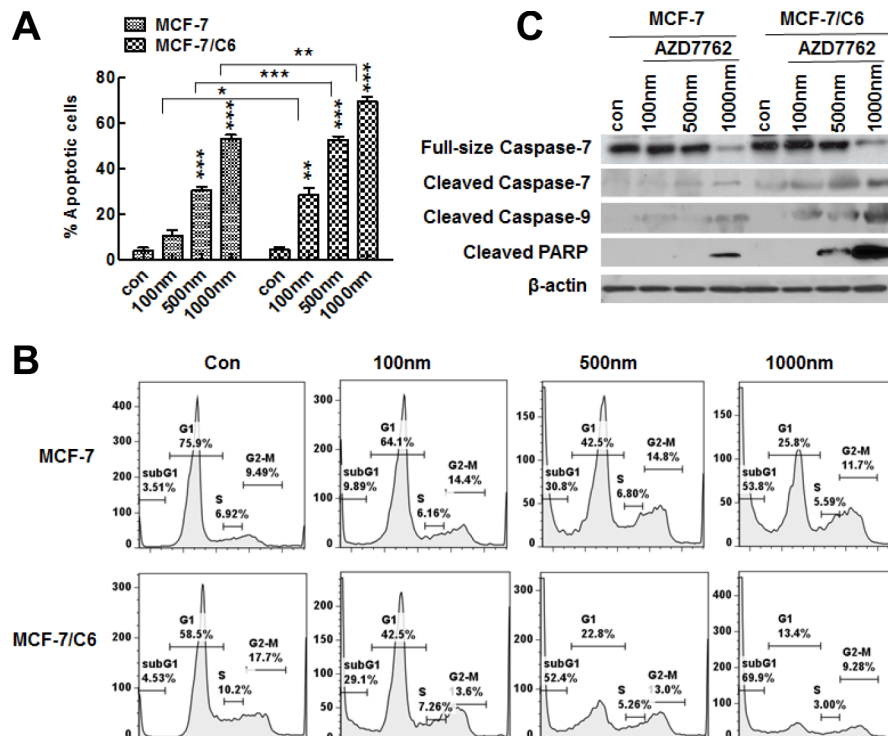 A
MCF-7
MCF-7/C6
**
***
*
% Apoptotic cells
80
60
40
20
0
***
***
**
***
***
con
100nm
500nm
1000nm
con
100nm
500nm
1000nm
C
MCF-7
MCF-7/C6
AZD7762
AZD7762
con
100nm
500nm
1000nm
con
100nm
500nm
1000nm
Full-size Caspase-7
Cleaved Caspase-7
Cleaved Caspase-9
Cleaved PARP
β-actin
B
Con
100nm
500nm
1000nm
MCF-7
400
300
200
100
0
G1
75.9%
subG1
3.51%
S
6.92%
G2-M
9.49%
300
200
100
0
G1
64.1%
subG1
9.89%
S
6.16%
G2-M
14.4%
150
100
50
0
G1
42.5%
subG1
30.8%
S
6.80%
G2-M
14.8%
150
100
50
0
G1
25.8%
subG1
53.8%
S
5.59%
G2-M
11.7%
MCF-7/C6
300
200
100
G1
58.5%
subG1
4.53%
S
10.2%
G2-M
17.7%
200
150
100
50
G1
42.5%
subG1
29.1%
S
7.26%
G2-M
13.6%
300
200
100
G1
22.8%
subG1
52.4%
S
5.26%
G2-M
13.0%
400
300
200
100
0
G1
13.4%
subG1
69.9%
S
3.00%
G2-M
9.28%